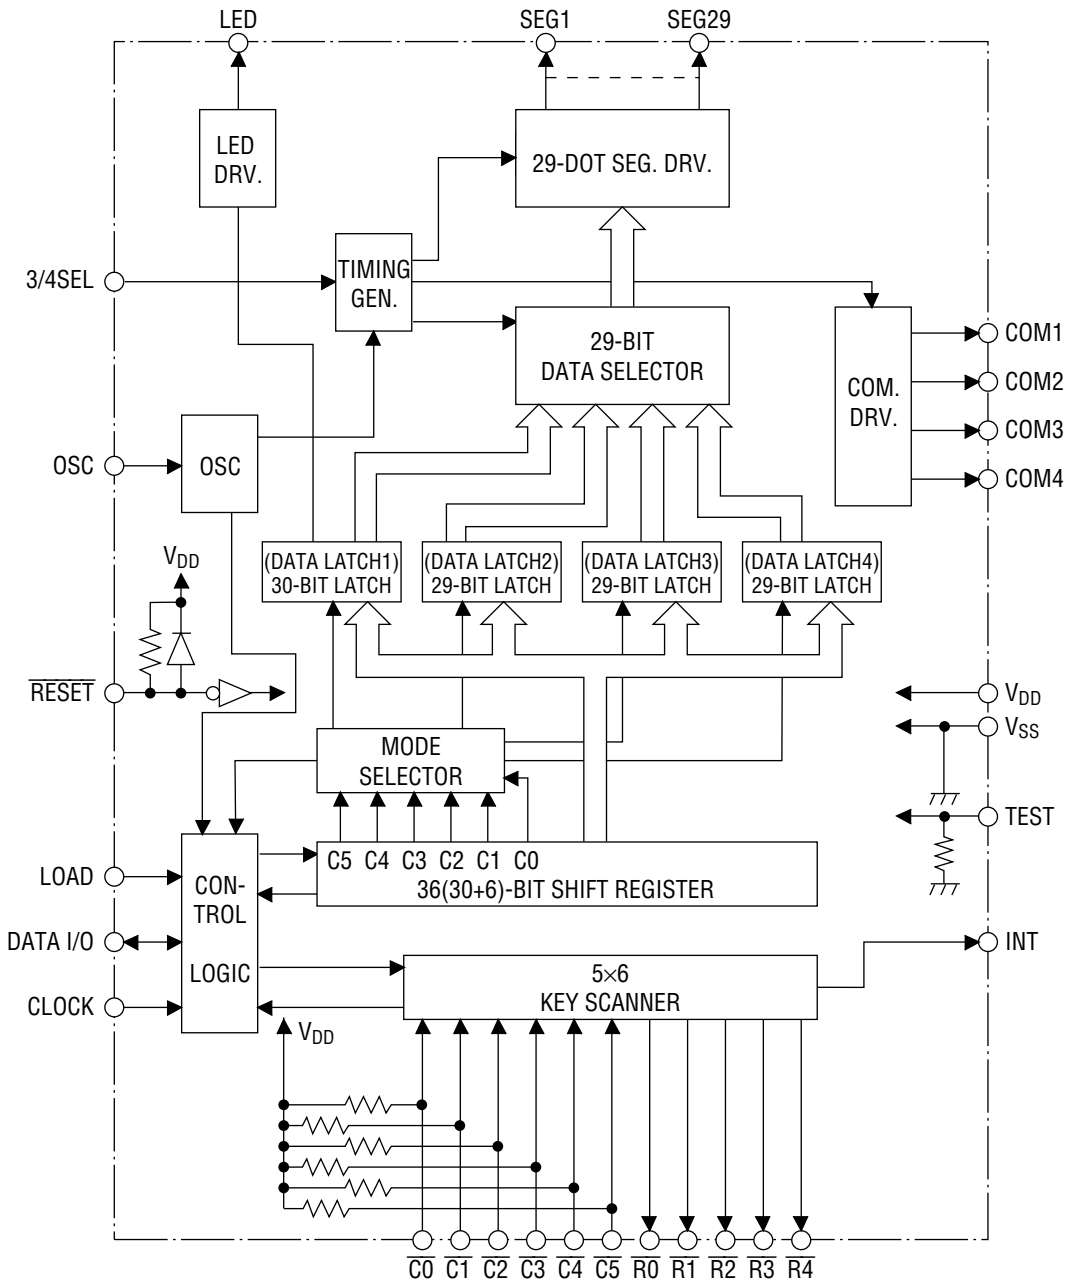 LED SEG1 SEG29
LED
DRV.
29-DOT SEG. DRV.
3/4SEL
TIMING
GEN.
29-BIT
DATA SELECTOR
COM.
DRV.
COM1
COM2
COM3
COM4
OSC
OSC
VDD
(DATA LATCH1)
30-BIT LATCH
(DATA LATCH2)
29-BIT LATCH
(DATA LATCH3)
29-BIT LATCH
(DATA LATCH4)
29-BIT LATCH
RESET
VDD
VSS
MODE
SELECTOR
TEST
C5 C4 C3 C2 C1 C0
36(30+6)-BIT SHIFT REGISTER
LOAD
DATA I/O
CLOCK
CON-
TROL
LOGIC
5×6
KEY SCANNER
INT
VDD
C0 C1 C2 C3 C4 C5 R0 R1 R2 R3 R4